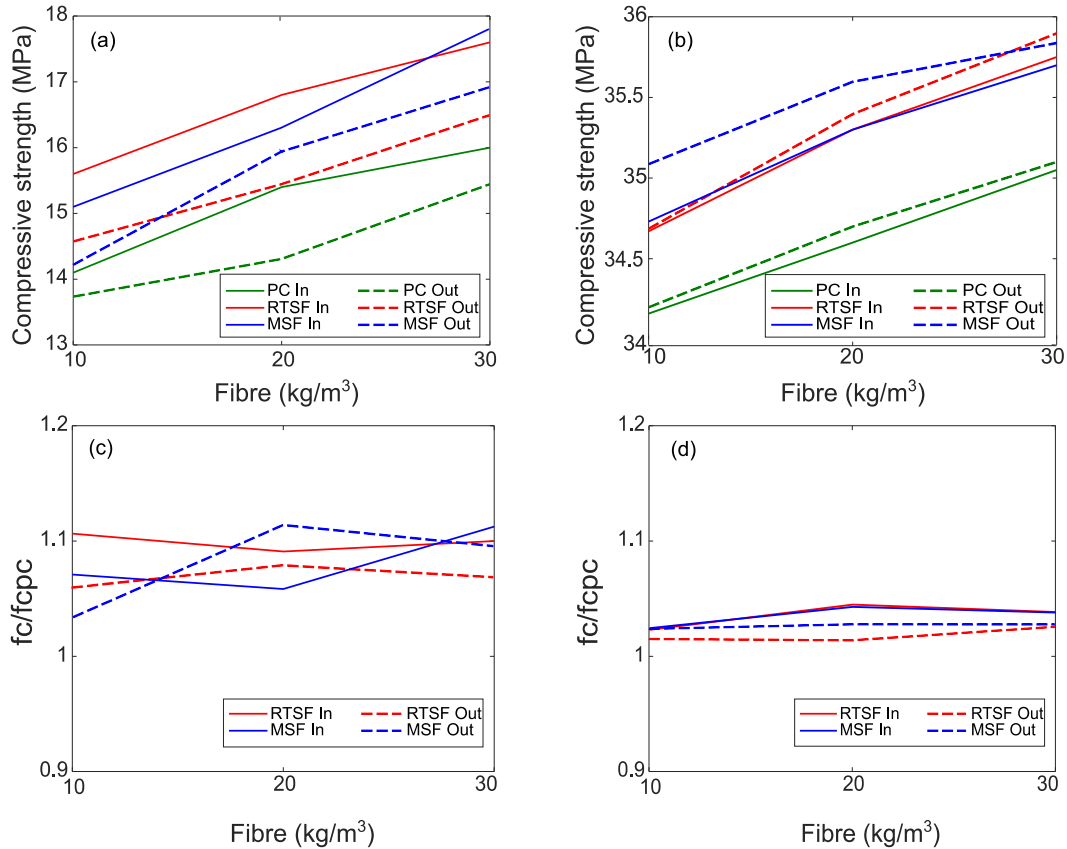 (a)
Compressive strength (MPa)
18
17
16
15
14
13
PC In
PC Out
RTSF In
RTSF Out
MSF In
MSF Out
10
20
30
Fibre (kg/m³)
(b)
Compressive strength (MPa)
36
35.5
35
34.5
34
PC In
PC Out
RTSF In
RTSF Out
MSF In
MSF Out
10
20
30
Fibre (kg/m³)
(c)
fc/fcpc
1.2
1.1
1
0.9
RTSF In
RTSF Out
MSF In
MSF Out
10
20
30
Fibre (kg/m³)
(d)
fc/fcpc
1.2
1.1
1
0.9
RTSF In
RTSF Out
MSF In
MSF Out
10
20
30
Fibre (kg/m³)